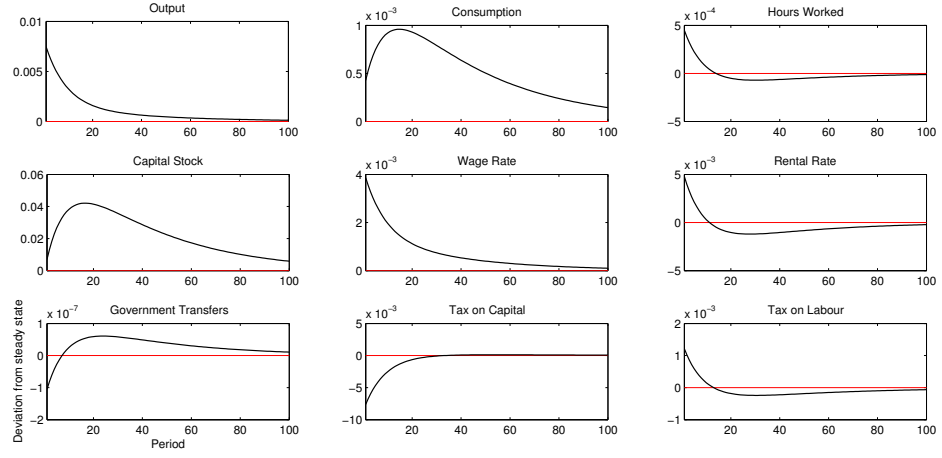 Output
0.01
0.005
0
20 40 60 80 100
Consumption
x 10⁻³
1
0.5
0
20 40 60 80 100
Hours Worked
x 10⁻⁴
5
0
−5
20 40 60 80 100
Capital Stock
0.06
0.04
0.02
0
20 40 60 80 100
Wage Rate
x 10⁻³
4
2
0
20 40 60 80 100
Rental Rate
x 10⁻³
5
0
−5
20 40 60 80 100
Government Transfers
x 10⁻⁷
1
0
−1
−2
20 40 60 80 100
Deviation from steady state
Period
Tax on Capital
x 10⁻³
5
0
−5
−10
20 40 60 80 100
Tax on Labour
x 10⁻³
2
1
0
−1
20 40 60 80 100